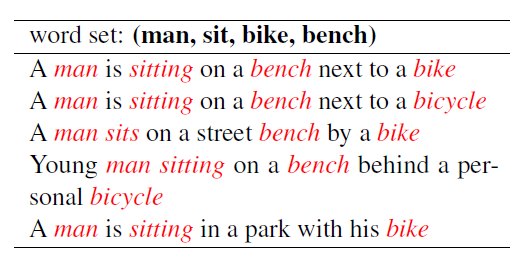 word set: (man, sit, bike, bench)
A man is sitting on a bench next to a bike
A man is sitting on a bench next to a bicycle
A man sits on a street bench by a bike
Young man sitting on a bench behind a per-
sonal bicycle
A man is sitting in a park with his bike